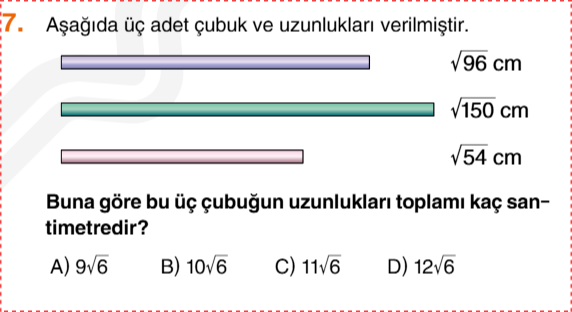 7. Aşağıda üç adet çubuk ve uzunlukları verilmiştir.
√96 cm
√150 cm
√54 cm
Buna göre bu üç çubuğun uzunlukları toplamı kaç san-
timetredir?
A) 9√6 B) 10√6 C) 11√6 D) 12√6